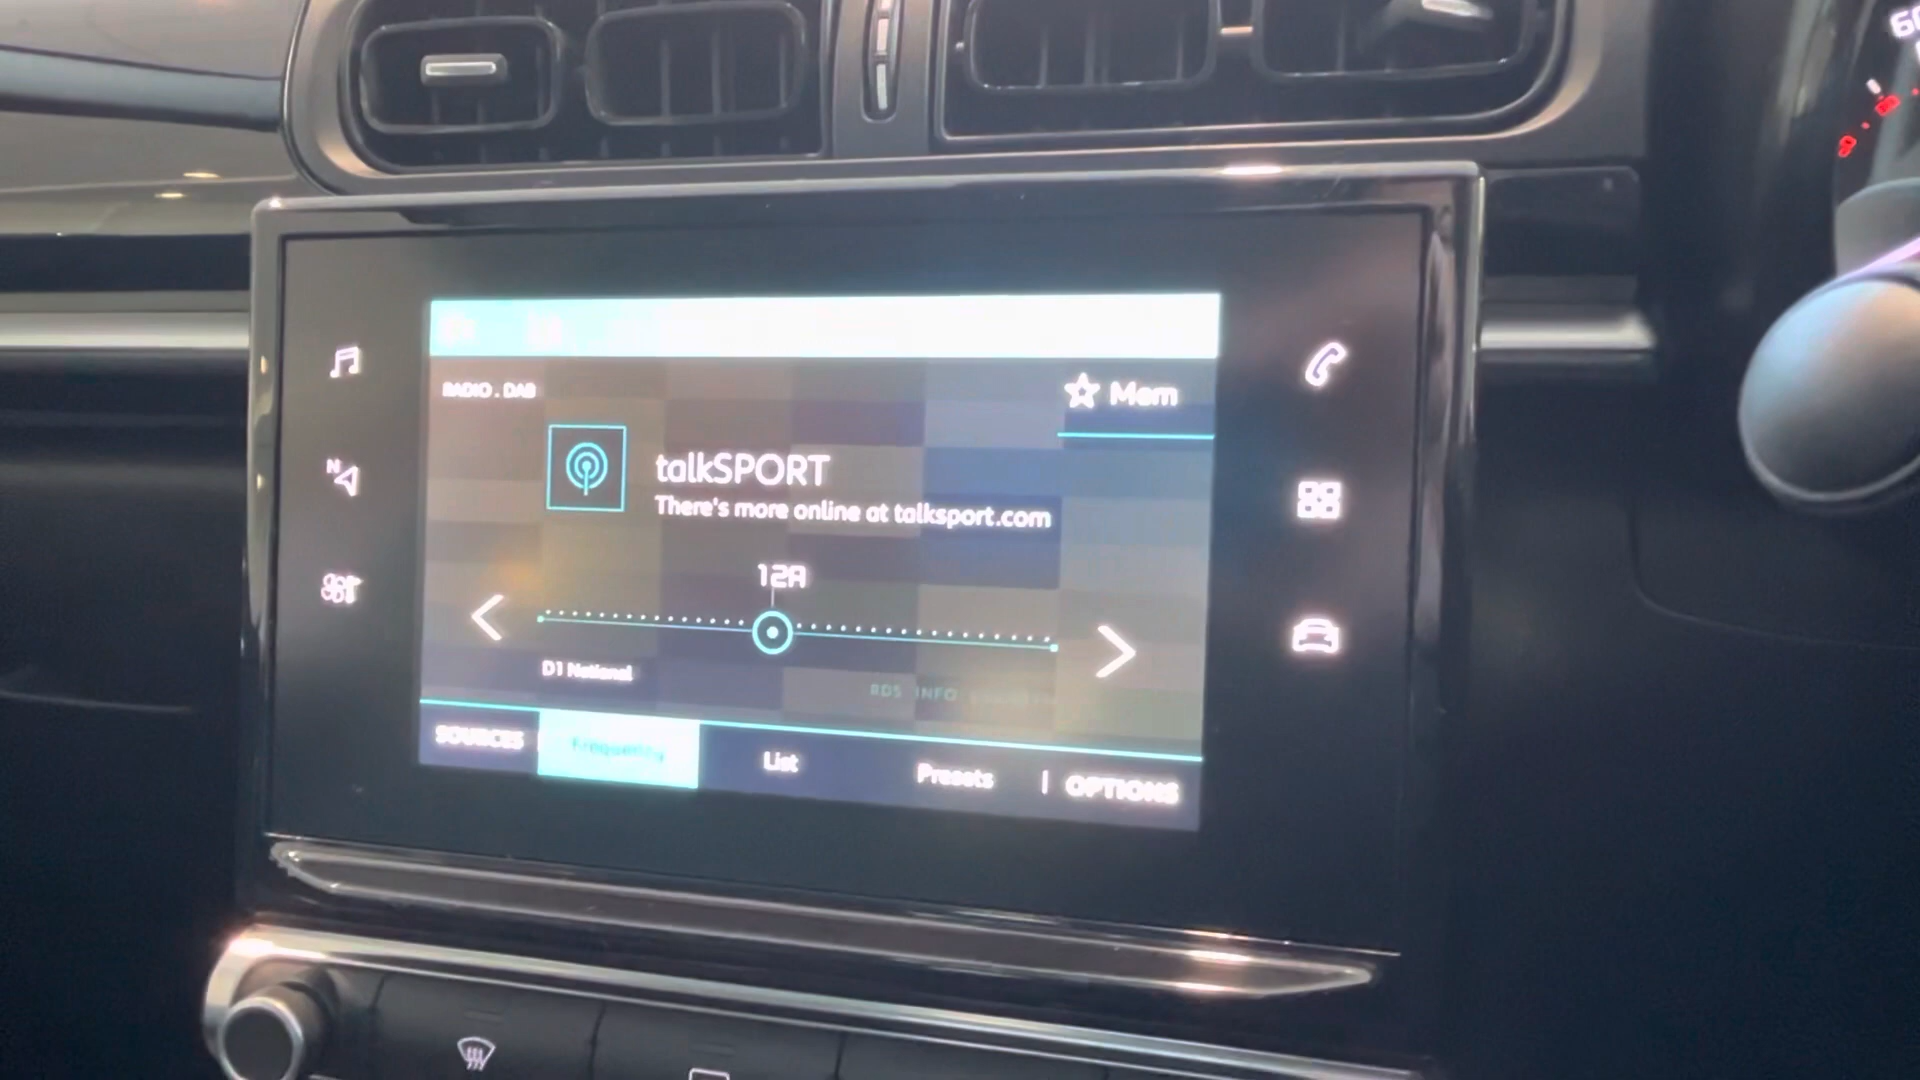 RADIO . DAB
Mem
talkSPORT
There's more online at talksport.com
12A
D1 National
RDS INFO
SOURCES Frequency List Presets | OPTIONS
N